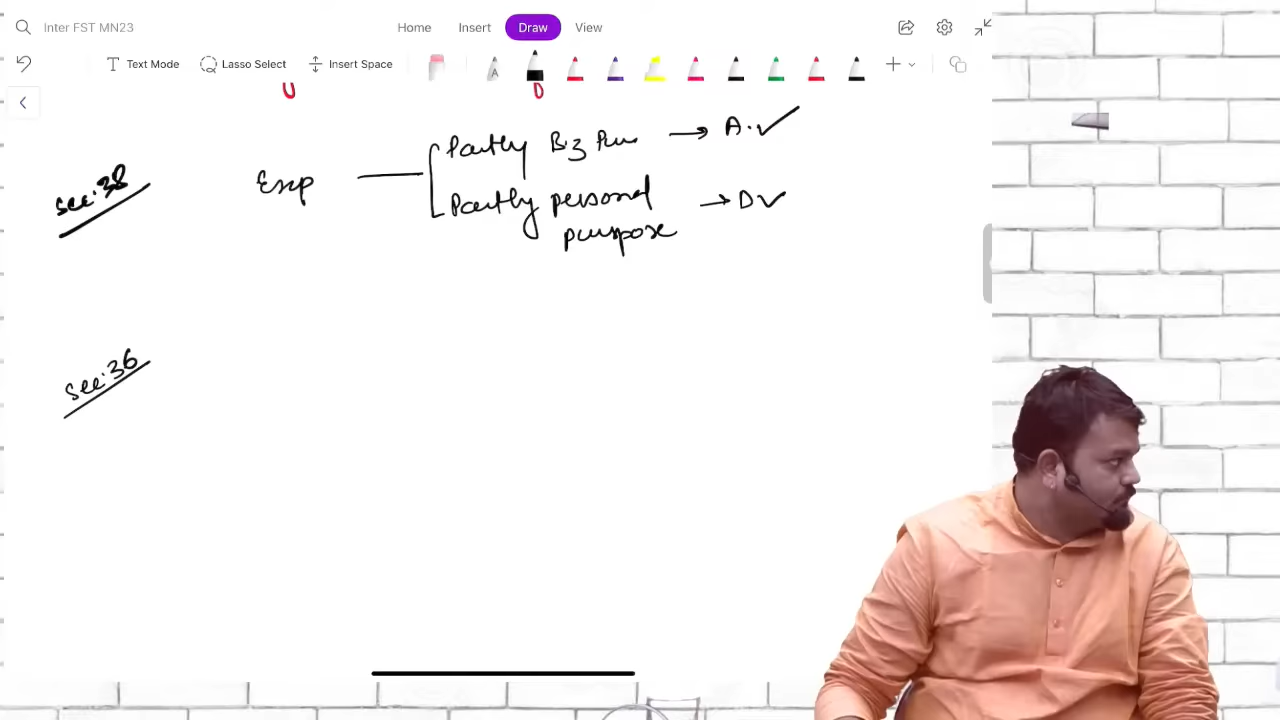 Inter FST MN23
Home Insert Draw View
Text Mode Lasso Select Insert Space
A
Partly Biz Pur → A.✓
Sec:38 Exp
Partly personal → D✓
purpose
Sec:36